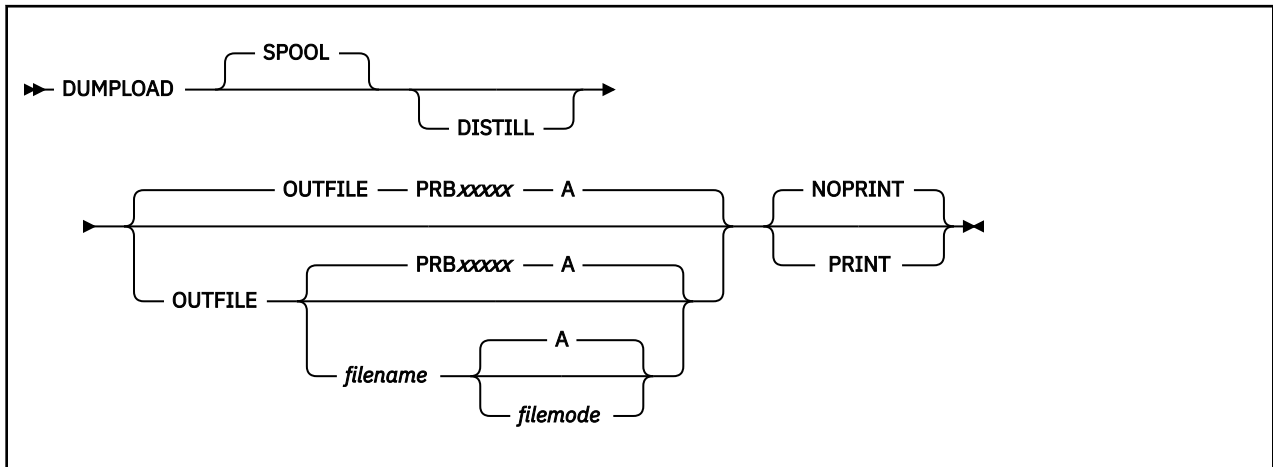 SPOOL
DUMPLOAD
DISTILL
OUTFILE PRBxxxxx A
NOPRINT
PRBxxxxx A
PRINT
OUTFILE
A
filename
filemode